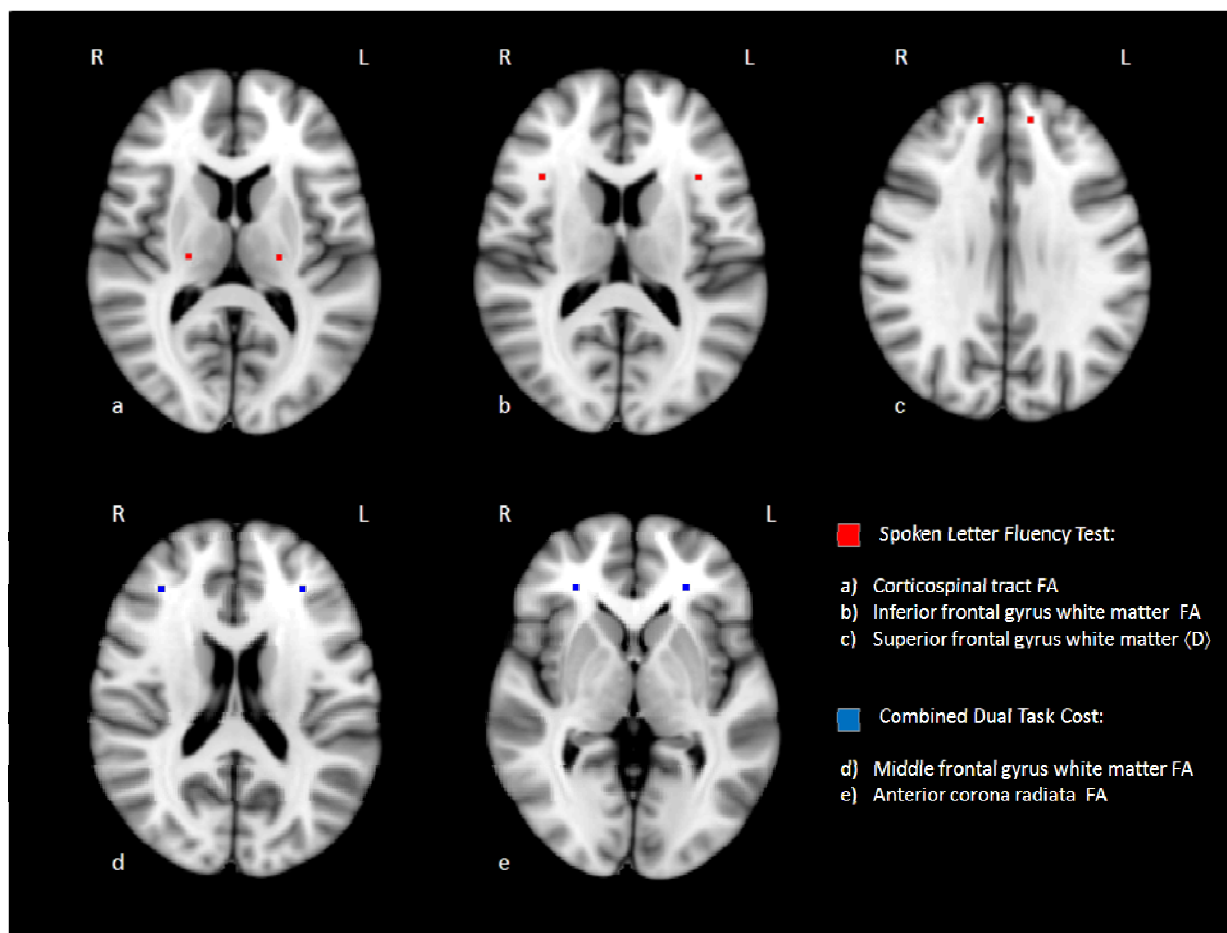 R L R L R L
a b c
R L R L
d e
Spoken Letter Fluency Test:
a) Corticospinal tract FA
b) Inferior frontal gyrus white matter FA
c) Superior frontal gyrus white matter ⟨D⟩
Combined Dual Task Cost:
d) Middle frontal gyrus white matter FA
e) Anterior corona radiata FA